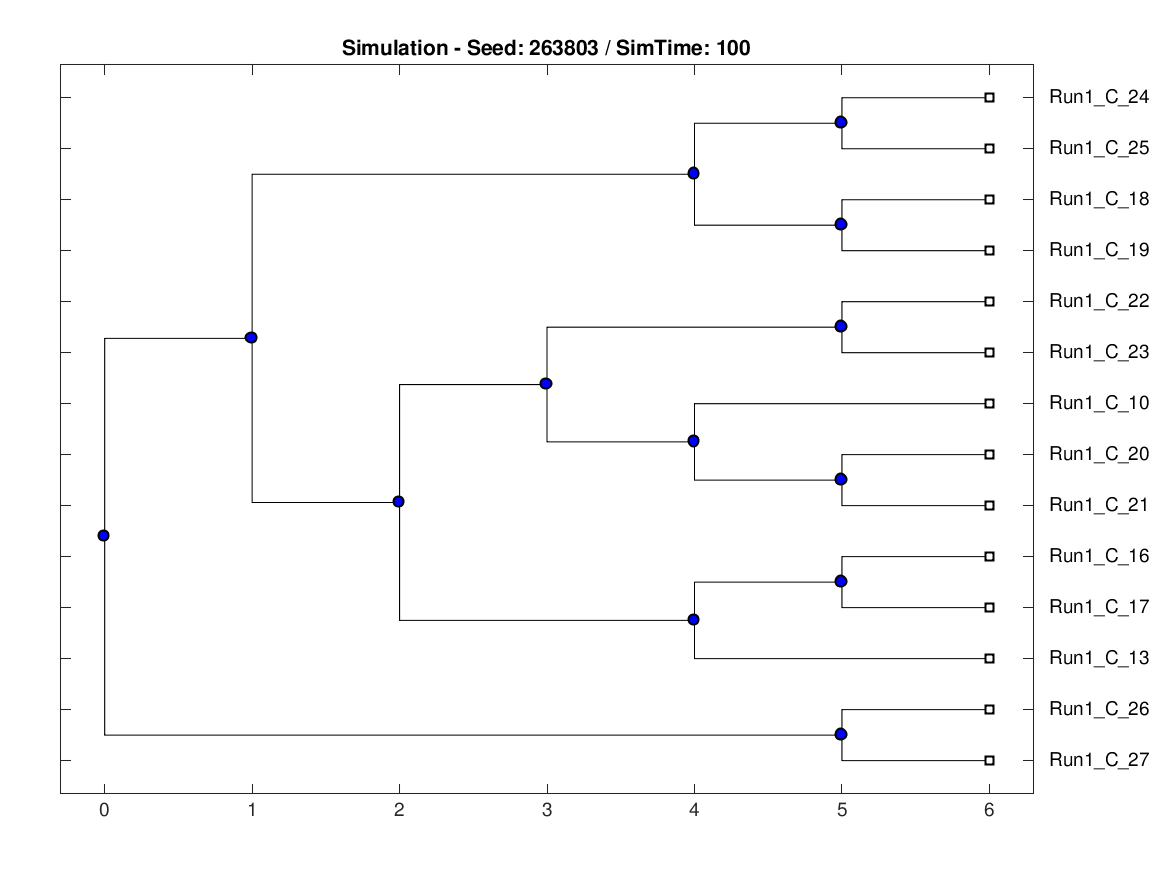 Simulation - Seed: 263803 / SimTime: 100
Run1_C_24
Run1_C_25
Run1_C_18
Run1_C_19
Run1_C_22
Run1_C_23
Run1_C_10
Run1_C_20
Run1_C_21
Run1_C_16
Run1_C_17
Run1_C_13
Run1_C_26
Run1_C_27
0 1 2 3 4 5 6